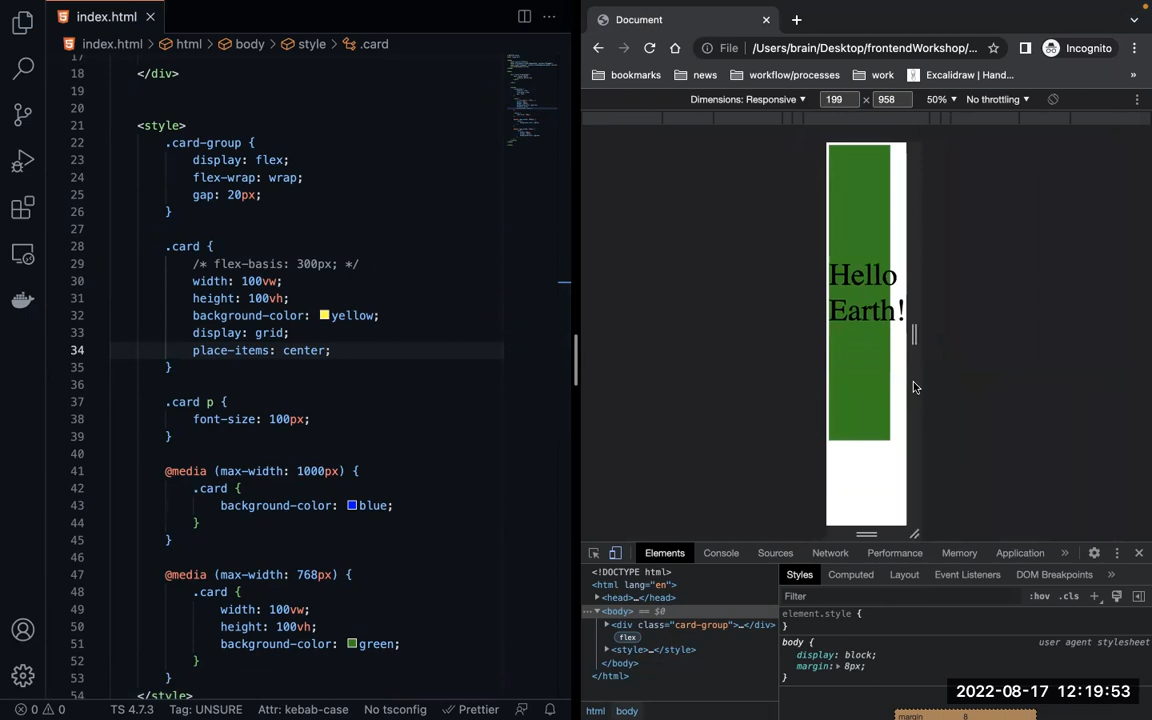 index.html
index.html
html
body
style
.card
17
18 </div>
19
20
21 <style>
22 .card-group {
23 display: flex;
24 flex-wrap: wrap;
25 gap: 20px;
26 }
27
28 .card {
29 /* flex-basis: 300px; */
30 width: 100vw;
31 height: 100vh;
32 background-color: yellow;
33 display: grid;
34 place-items: center;
35 }
36
37 .card p {
38 font-size: 100px;
39 }
40
41 @media (max-width: 1000px) {
42 .card {
43 background-color: blue;
44 }
45 }
46
47 @media (max-width: 768px) {
48 .card {
49 width: 100vw;
50 height: 100vh;
51 background-color: green;
52 }
53 }
54 </style>
0 0 TS 4.7.3 Tag: UNSURE Attr: kebab-case No tsconfig Prettier
Document
File /Users/brain/Desktop/frontendWorkshop/... Incognito
bookmarks news workflow/processes work Excalidraw | Hand... »
Dimensions: Responsive 199 × 958 50% No throttling
Hello
Earth!
Elements Console Sources Network Performance Memory Application »
<!DOCTYPE html>
<html lang="en">
<head>…</head>
<body> == $0
<div class="card-group">…</div>
flex
<style>…</style>
</body>
</html>
html body
Styles Computed Layout Event Listeners DOM Breakpoints »
Filter :hov .cls
element.style {
}
body { user agent stylesheet
display: block;
margin: 8px;
}
2022-08-17 12:19:53
margin 8